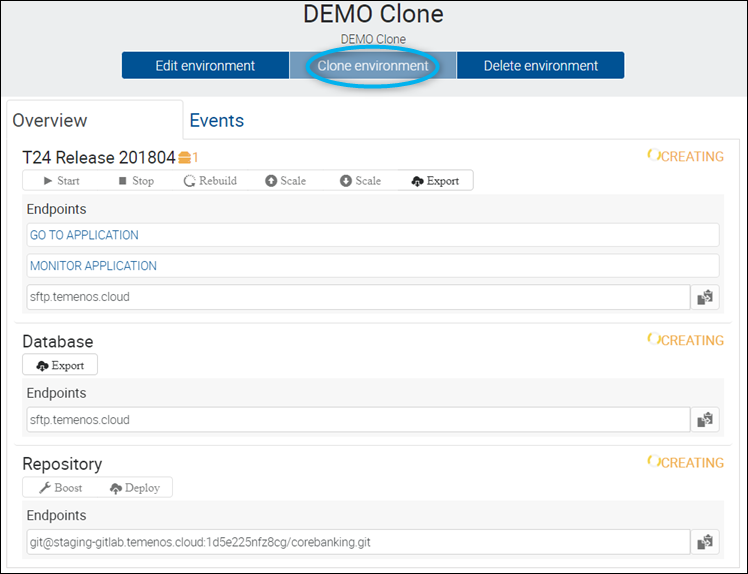 DEMO Clone
DEMO Clone
Edit environment Clone environment Delete environment
Overview Events
T24 Release 201804 1 CREATING
Start Stop Rebuild Scale Scale Export
Endpoints
GO TO APPLICATION
MONITOR APPLICATION
sftp.temenos.cloud
Database CREATING
Export
Endpoints
sftp.temenos.cloud
Repository CREATING
Boost Deploy
Endpoints
git@staging-gitlab.temenos.cloud:1d5e225nfz8cg/corebanking.git